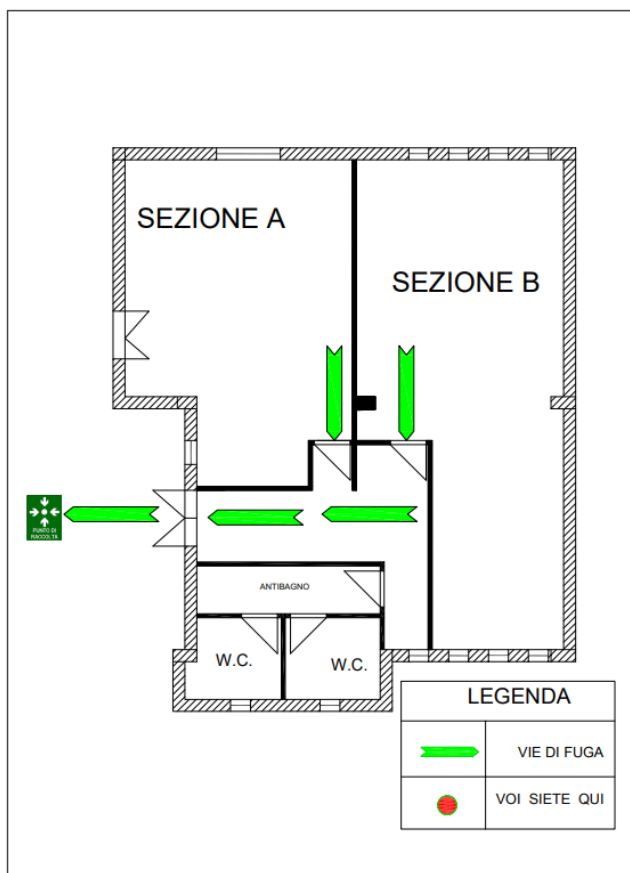 SEZIONE A
SEZIONE B
PUNTO DI
RACCOLTA
ANTIBAGNO
W.C.
W.C.
LEGENDA
VIE DI FUGA
VOI SIETE QUI